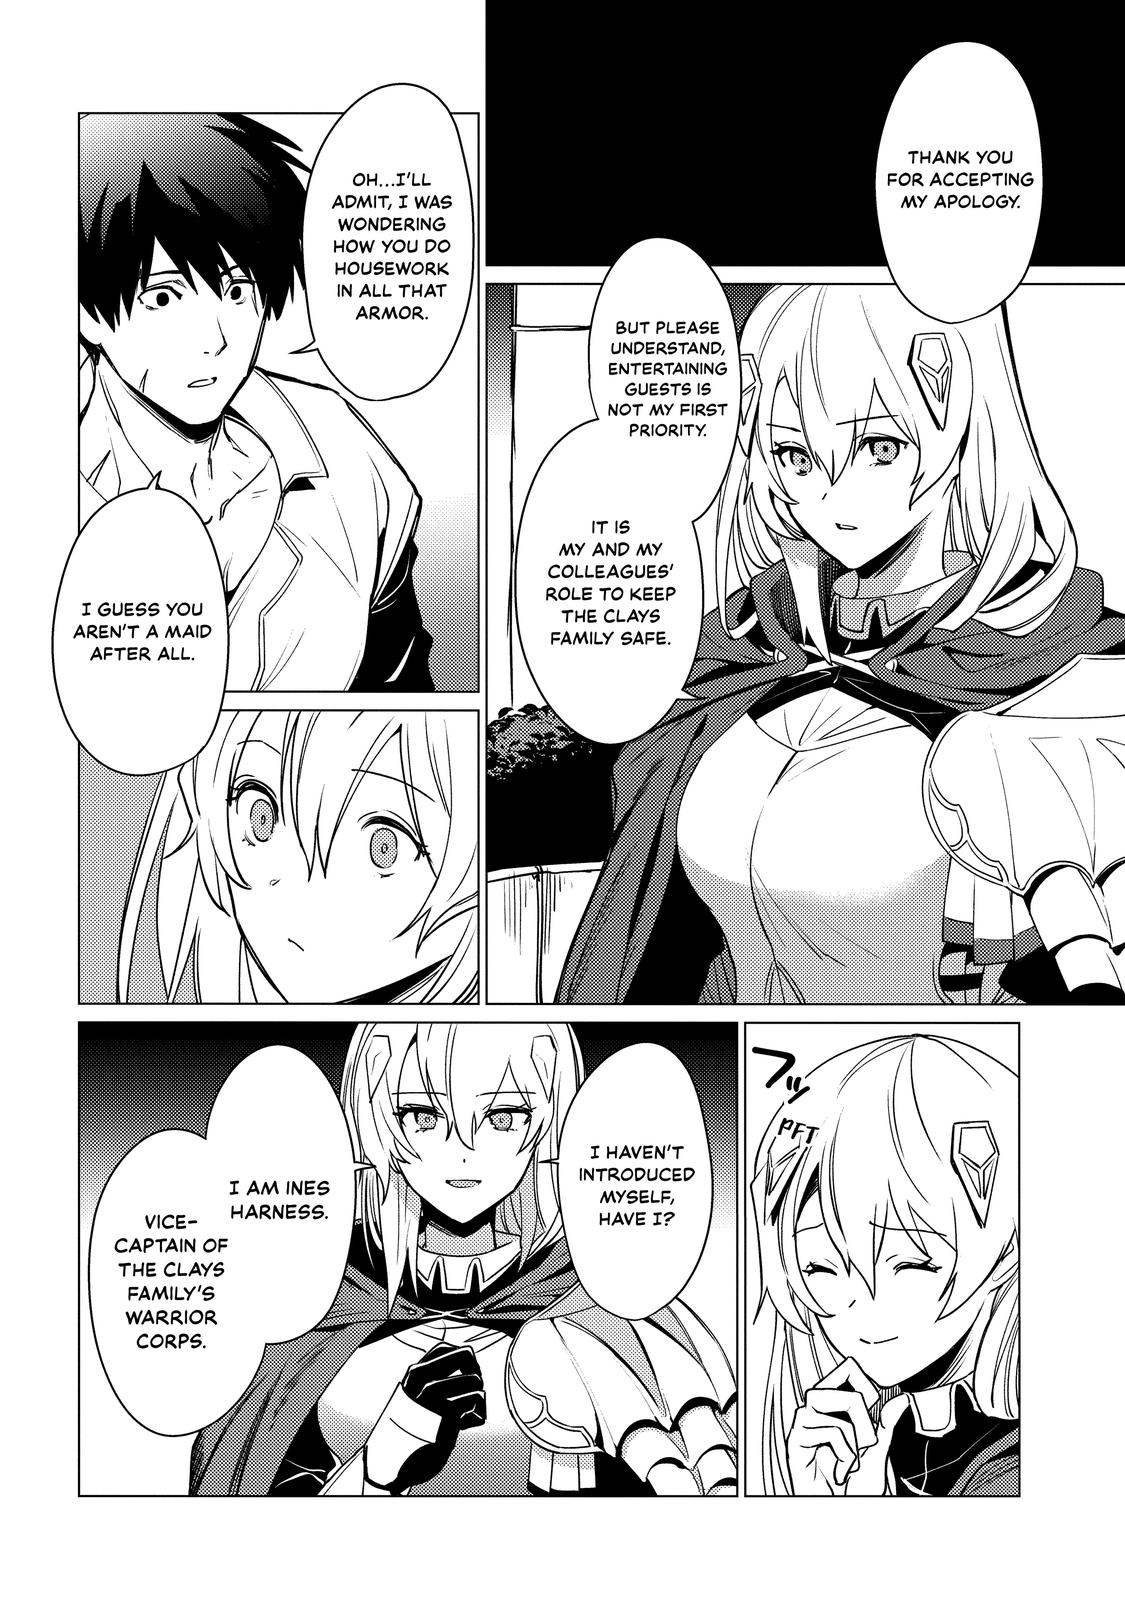 THANK YOU
FOR ACCEPTING
MY APOLOGY.
BUT PLEASE
UNDERSTAND,
ENTERTAINING
GUESTS IS
NOT MY FIRST
PRIORITY.
IT IS
MY AND MY
COLLEAGUES'
ROLE TO KEEP
THE CLAYS
FAMILY SAFE.
OH...I'LL
ADMIT, I WAS
WONDERING
HOW YOU DO
HOUSEWORK
IN ALL THAT
ARMOR.
I GUESS YOU
AREN'T A MAID
AFTER ALL.
フッ
PFT
I HAVEN'T
INTRODUCED
MYSELF,
HAVE I?
I AM INES
HARNESS.
VICE-
CAPTAIN OF
THE CLAYS
FAMILY'S
WARRIOR
CORPS.